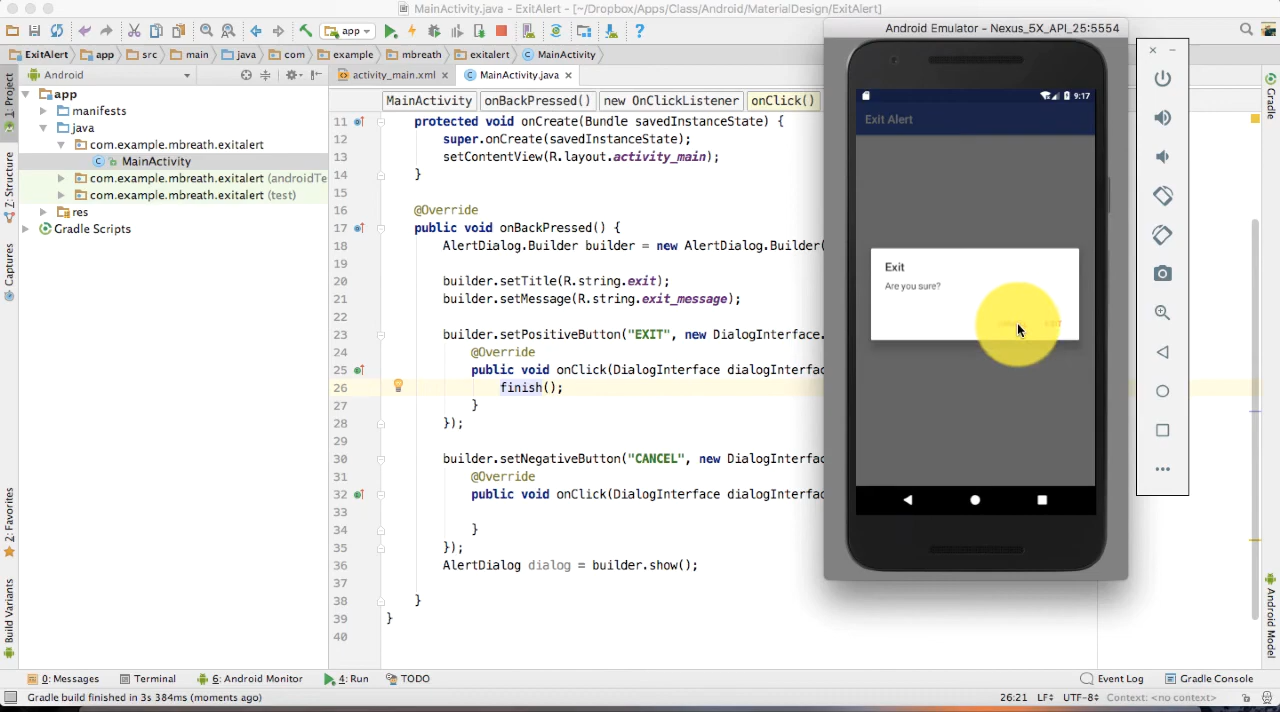 MainActivity.java - ExitAlert - [~/Dropbox/Apps/Class/Android/MaterialDesign/ExitAlert]
app
ExitAlert app src main java com example mbreath exitalert MainActivity
Android
activity_main.xml MainActivity.java
MainActivity onBackPressed() new OnClickListener onClick()
1: Project
Z: Structure
Captures
2: Favorites
Build Variants
app
manifests
java
com.example.mbreath.exitalert
MainActivity
com.example.mbreath.exitalert (androidTe
com.example.mbreath.exitalert (test)
res
Gradle Scripts
11 protected void onCreate(Bundle savedInstanceState) {
12 super.onCreate(savedInstanceState);
13 setContentView(R.layout.activity_main);
14 }
15
16 @Override
17 public void onBackPressed() {
18 AlertDialog.Builder builder = new AlertDialog.Builder(
19
20 builder.setTitle(R.string.exit);
21 builder.setMessage(R.string.exit_message);
22
23 builder.setPositiveButton("EXIT", new DialogInterface.
24 @Override
25 public void onClick(DialogInterface dialogInterfa
26 finish();
27 }
28 });
29
30 builder.setNegativeButton("CANCEL", new DialogInterfac
31 @Override
32 public void onClick(DialogInterface dialogInterfa
33
34 }
35 });
36 AlertDialog dialog = builder.show();
37
38 }
39 }
40
Android Emulator - Nexus_5X_API_25:5554
9:17
Exit Alert
Exit
Are you sure?
Gradle
Android Model
0: Messages Terminal 6: Android Monitor 4: Run TODO Event Log Gradle Console
Gradle build finished in 3s 384ms (moments ago) 26:21 LF÷ UTF-8÷ Context: <no context>